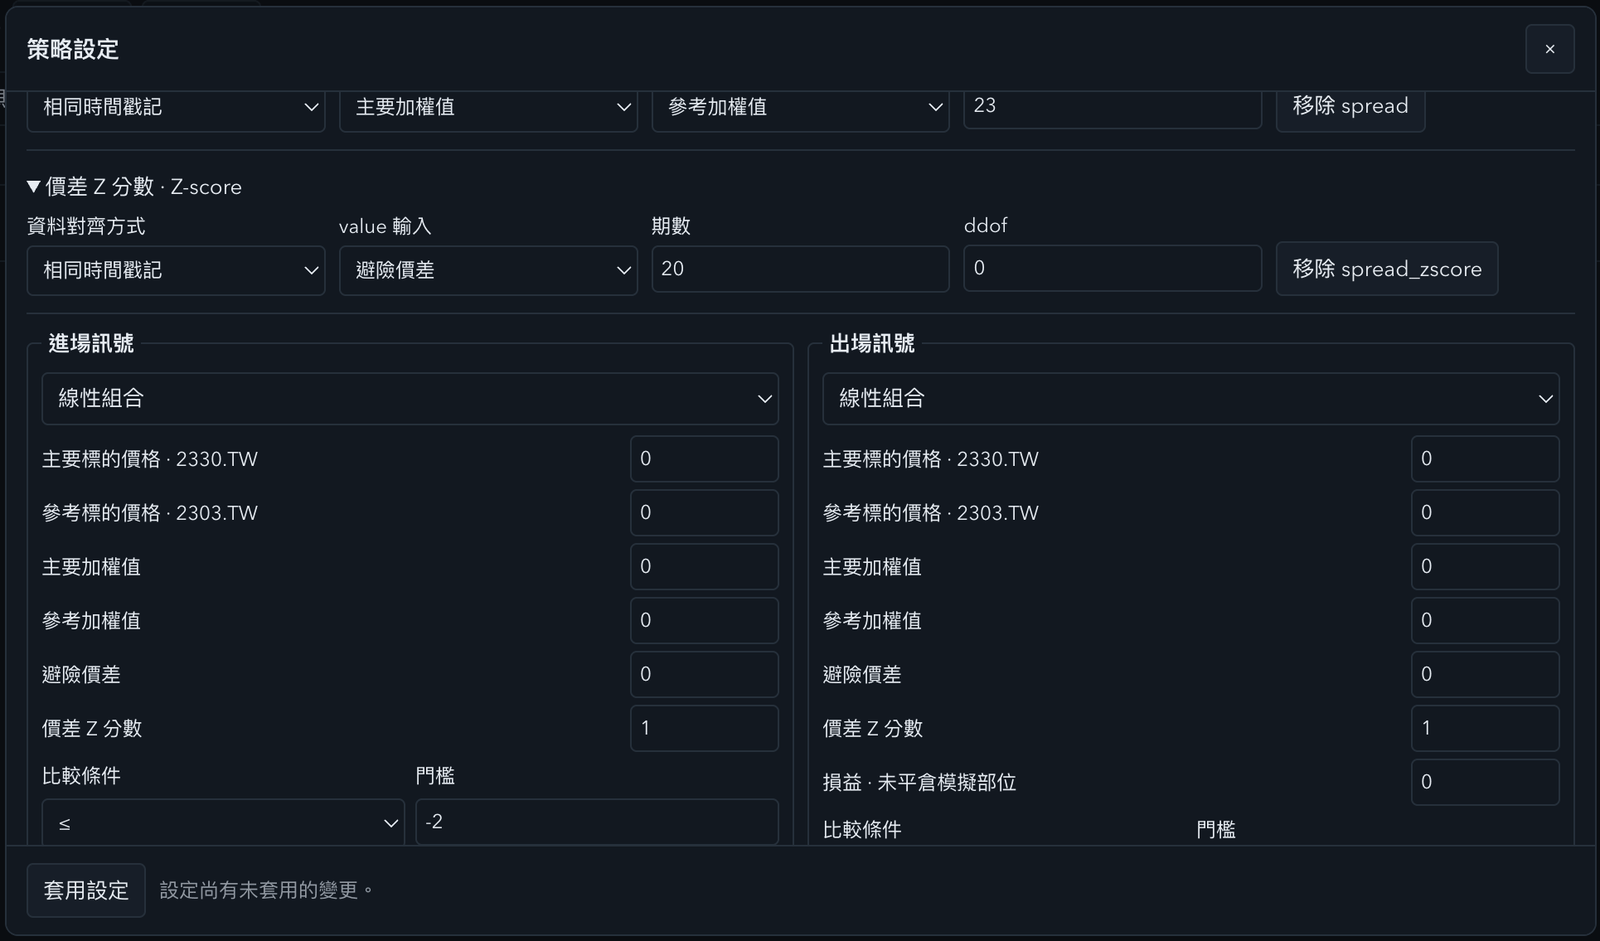 策略設定
×
相同時間戳記 主要加權值 參考加權值 23 移除 spread
▼價差 Z 分數 · Z-score
資料對齊方式 value 輸入 期數 ddof
相同時間戳記 避險價差 20 0 移除 spread_zscore
進場訊號
線性組合
主要標的價格 · 2330.TW 0
參考標的價格 · 2303.TW 0
主要加權值 0
參考加權值 0
避險價差 0
價差 Z 分數 1
比較條件 門檻
≤ -2
出場訊號
線性組合
主要標的價格 · 2330.TW 0
參考標的價格 · 2303.TW 0
主要加權值 0
參考加權值 0
避險價差 0
價差 Z 分數 1
損益 · 未平倉模擬部位 0
比較條件 門檻
套用設定 設定尚有未套用的變更。